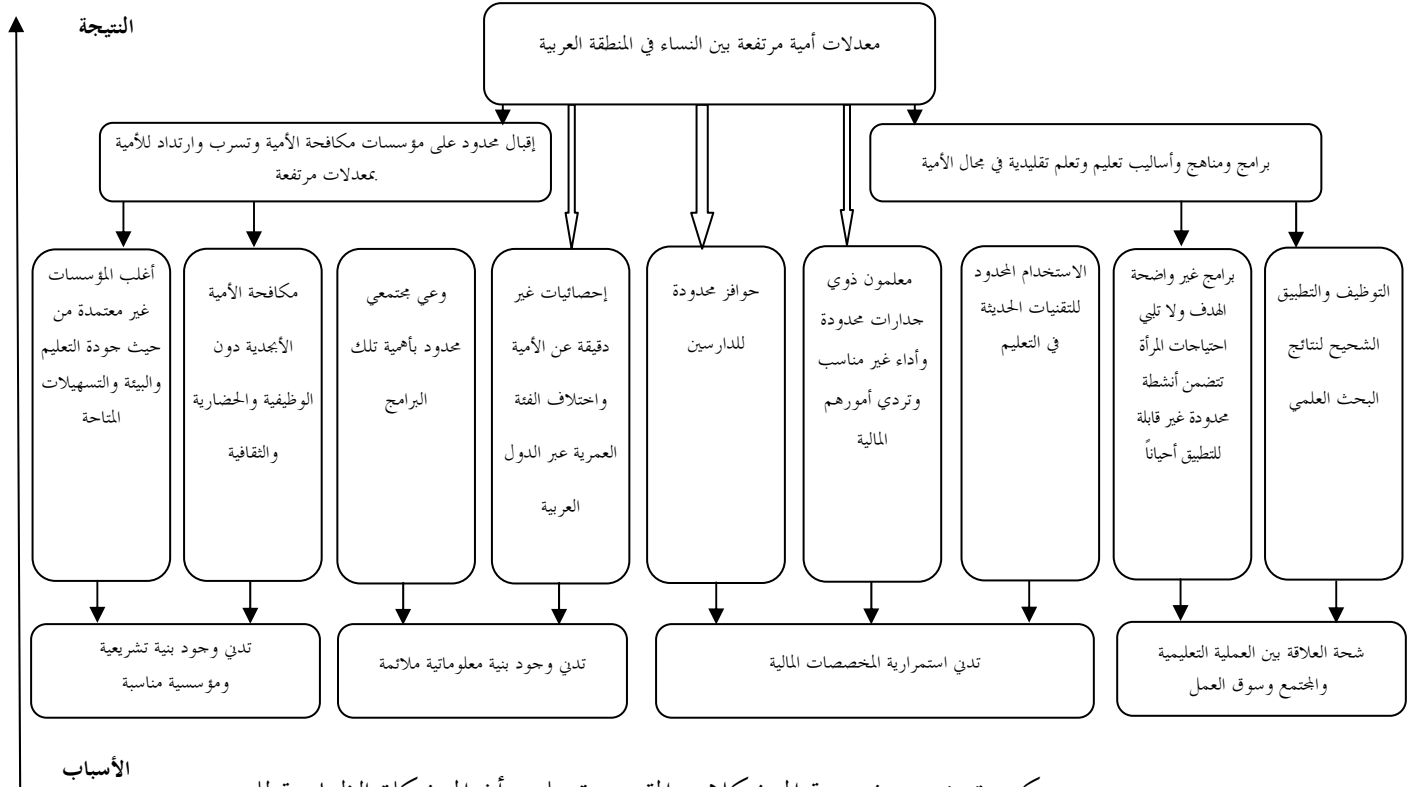 النتيجة
معدلات أمية مرتفعة بين النساء في المنطقة العربية
برامج ومناهج وأساليب تعليم وتعلم تقليدية في مجال الأمية
إقبال محدود على مؤسسات مكافحة الأمية وتسرب وارتداد للأمية
بمعدلات مرتفعة.
التوظيف والتطبيق
الشحيح لنتائج
البحث العلمي
برامج غير واضحة
الهدف ولا تلبي
احتياجات المرأة
تتضمن أنشطة
محدودة غير قابلة
للتطبيق أحياناً
الاستخدام المحدود
للتقنيات الحديثة
في التعليم
معلمون ذوي
جدارات محدودة
وأداء غير مناسب
وتردي أمورهم
المالية
حوافز محدودة
للدارسين
إحصائيات غير
دقيقة عن الأمية
واختلاف الفئة
العمرية عبر الدول
العربية
وعي مجتمعي
محدود بأهمية تلك
البرامج
مكافحة الأمية
الأبجدية دون
الوظيفية والحضارية
والثقافية
أغلب المؤسسات
غير معتمدة من
حيث جودة التعليم
والبيئة والتسهيلات
المتاحة
شحة العلاقة بين العملية التعليمية
والمجتمع وسوق العمل
تدني استمرارية المخصصات المالية
تدني وجود بنية معلوماتية ملائمة
تدني وجود بنية تشريعية
ومؤسسية مناسبة
الأسباب